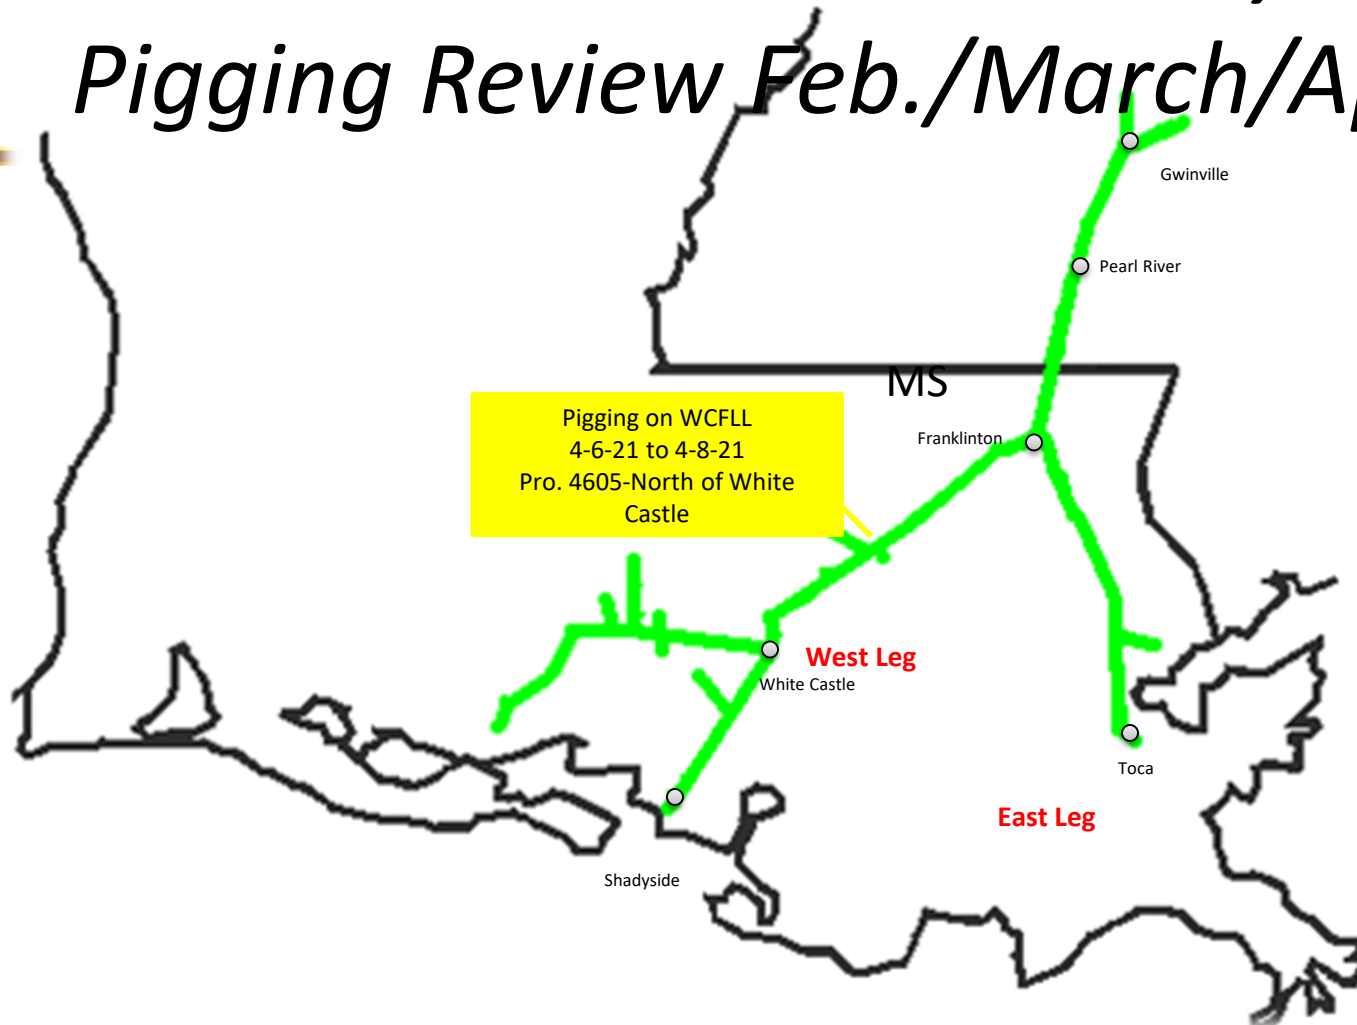 Pigging Review Feb./March/
Gwinville
Pearl River
MS
Pigging on WCFLL
4-6-21 to 4-8-21
Pro. 4605-North of White
Castle
Franklinton
West Leg
White Castle
Toca
East Leg
Shadyside